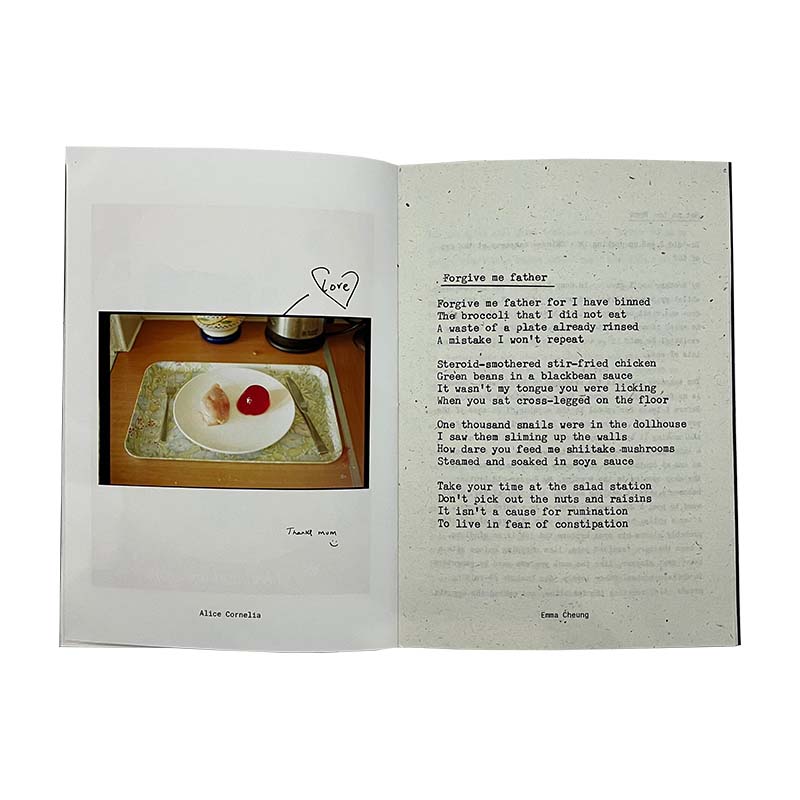 Love
Thanks mum
Alice Cornelia
Forgive me father
Forgive me father for I have binned
The broccoli that I did not eat
A waste of a plate already rinsed
A mistake I won't repeat
Steroid-smothered stir-fried chicken
Green beans in a blackbean sauce
It wasn't my tongue you were licking
When you sat cross-legged on the floor
One thousand snails were in the dollhouse
I saw them sliming up the walls
How dare you feed me shiitake mushrooms
Steamed and soaked in soya sauce
Take your time at the salad station
Don't pick out the nuts and raisins
It isn't a cause for rumination
To live in fear of constipation
Emma Cheung